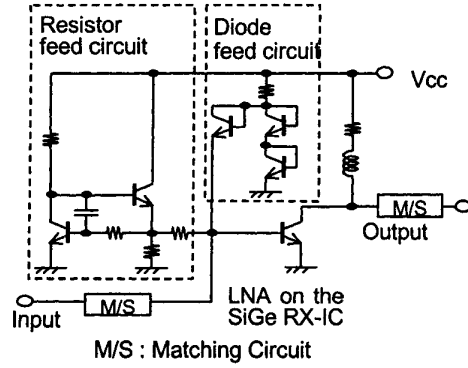 Resistor
feed circuit
Diode
feed circuit
Vcc
M/S
Output
LNA on the
SiGe RX-IC
M/S
Input
M/S : Matching Circuit